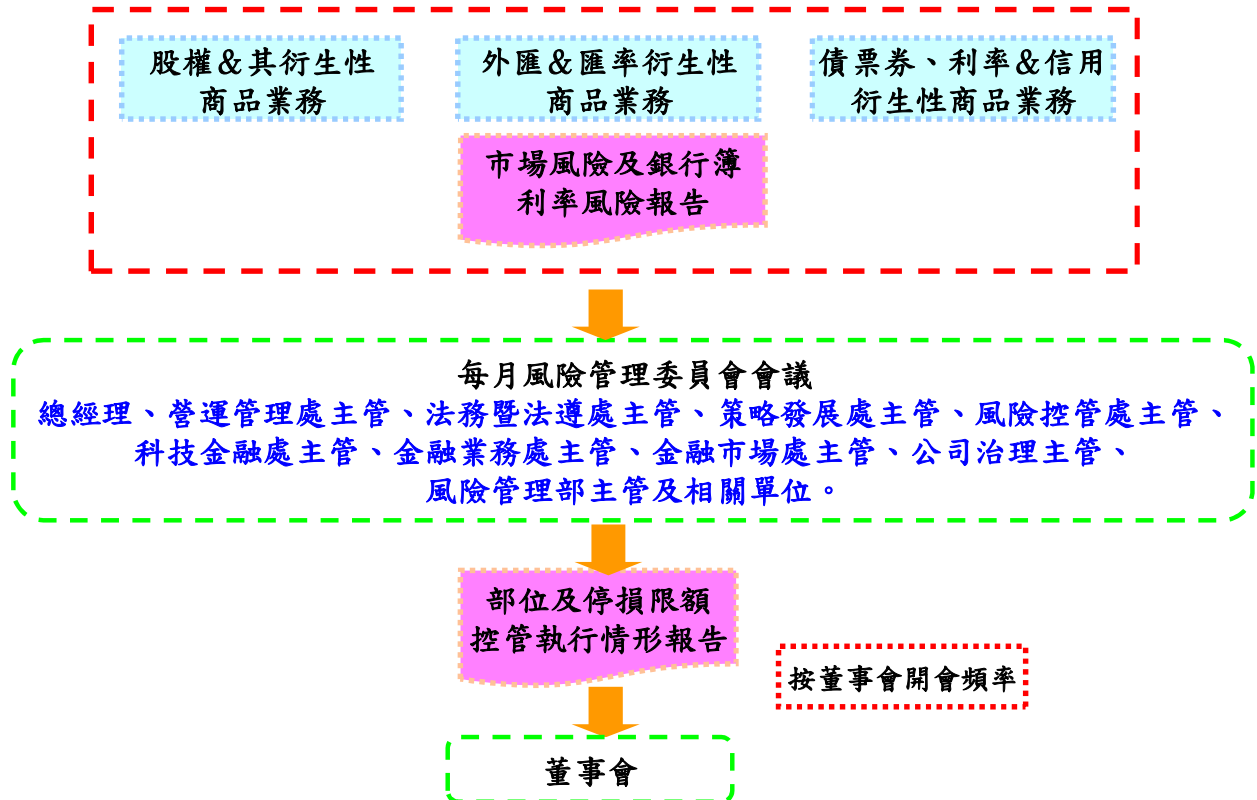 股權&其衍生性
商品業務
外匯&匯率衍生性
商品業務
債票券、利率&信用
衍生性商品業務
市場風險及銀行簿
利率風險報告
每月風險管理委員會會議
總經理、營運管理處主管、法務暨法遵處主管、策略發展處主管、風險控管處主管、
科技金融處主管、金融業務處主管、金融市場處主管、公司治理主管、
風險管理部主管及相關單位。
部位及停損限額
控管執行情形報告
按董事會開會頻率
董事會